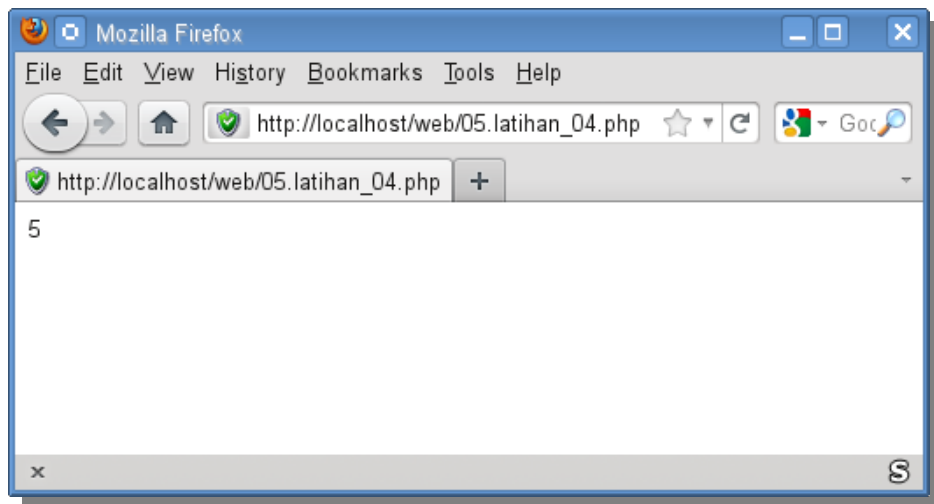 Mozilla Firefox
File Edit View History Bookmarks Tools Help
http://localhost/web/05.latihan_04.php
http://localhost/web/05.latihan_04.php
5
S